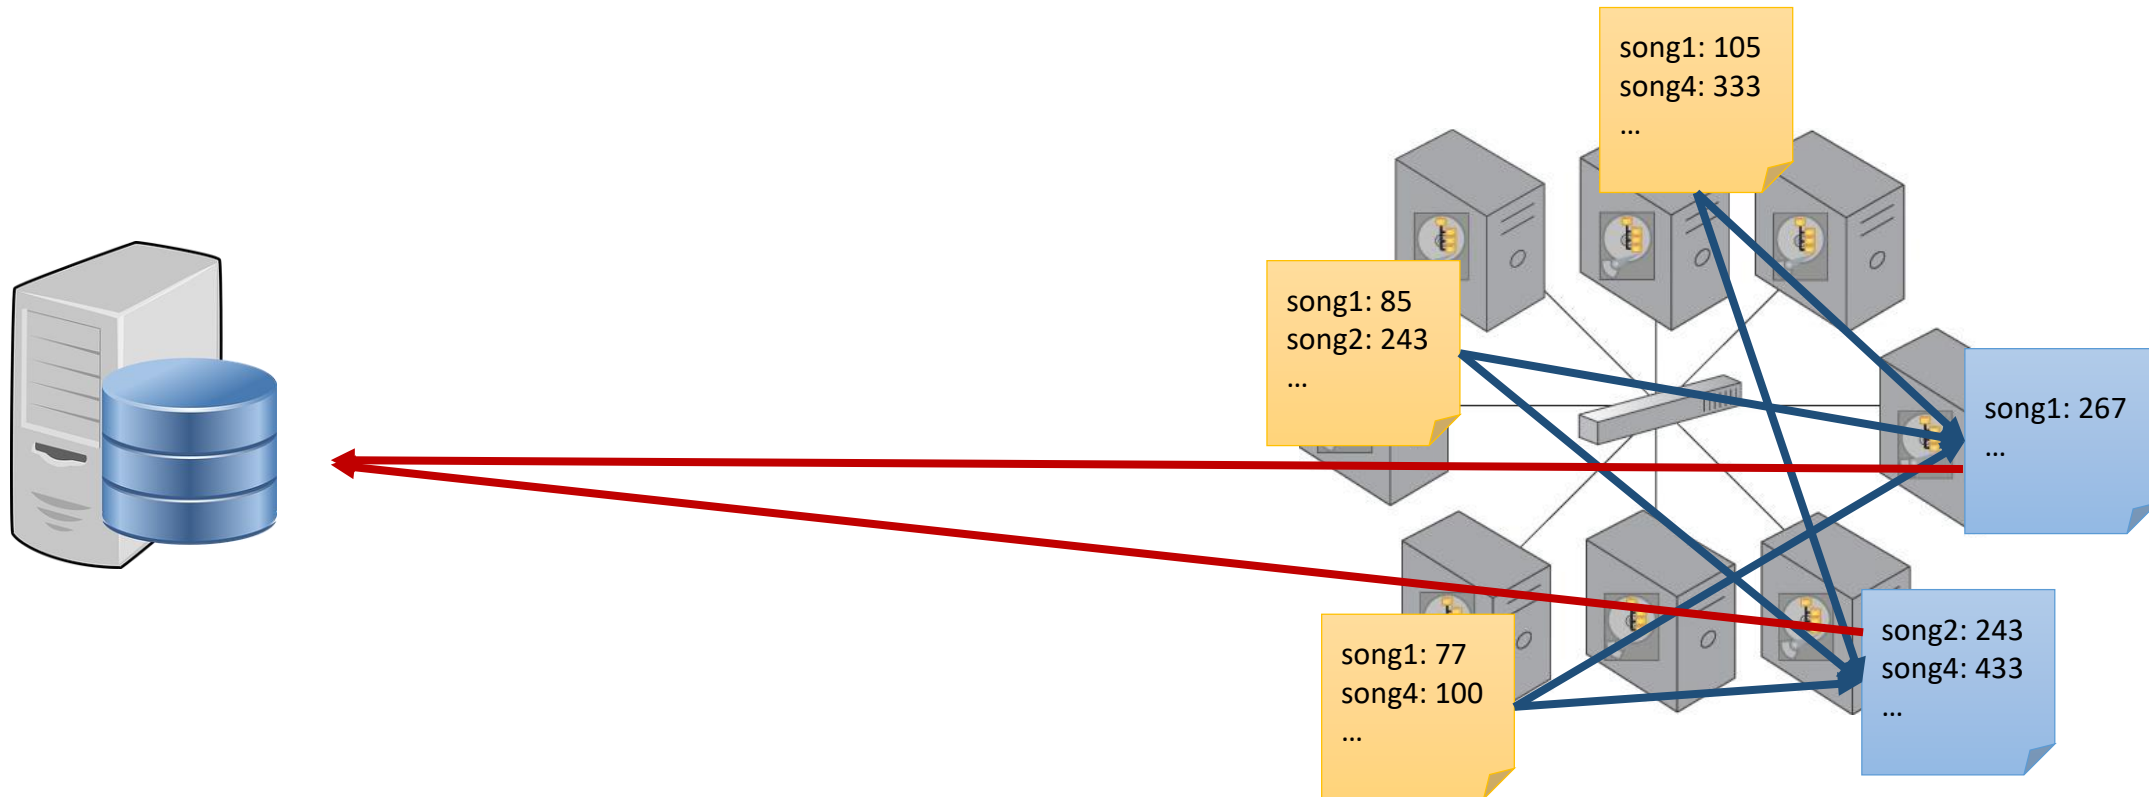 song1: 105
song4: 333
...
song1: 85
song2: 243
...
song1: 267
...
song1: 77
song4: 100
...
song2: 243
song4: 433
...